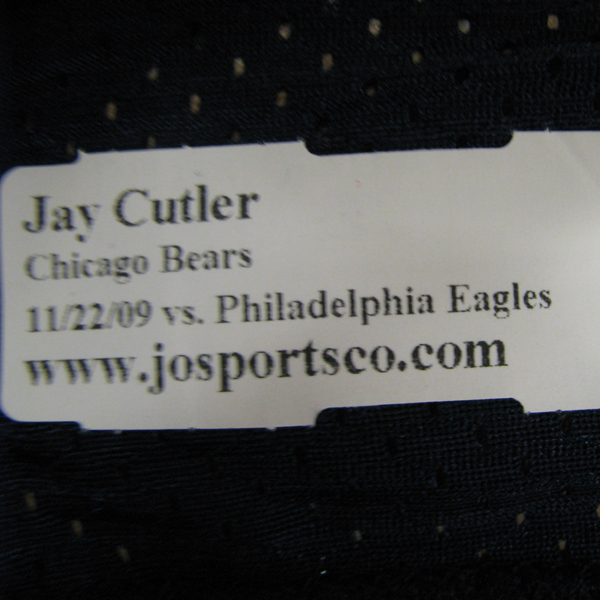 Jay Cutler
Chicago Bears
11/22/09 vs. Philadelphia Eagles
www.josportsco.com